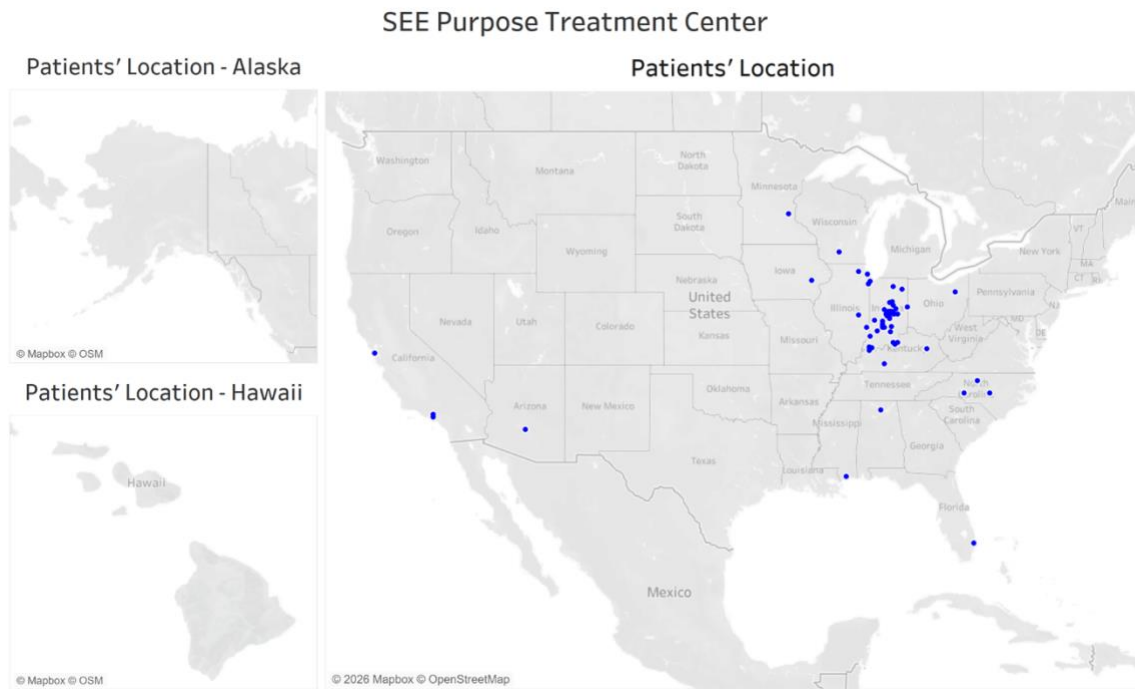 SEE Purpose Treatment Center
Patients' Location - Alaska
© Mapbox © OSM
Patients' Location - Hawaii
Hawaii
© Mapbox © OSM
Patients' Location
Washington
Montana
North
Dakota
Minnesota
Maine
Oregon
Idaho
South
Dakota
Wisconsin
Michigan
VT
New York
Wyoming
MA
CT RI
Nebraska
Iowa
Pennsylvania
NJ
Nevada
Utah
Colorado
United
States
Kansas
Illinois
Ohio
MD
DE
West
Virginia
California
Missouri
Kentucky
Arizona
New Mexico
Oklahoma
Arkansas
Tennessee
North
Carolina
Mississippi
South
Carolina
Georgia
Texas
Louisiana
Florida
Mexico
© 2026 Mapbox © OpenStreetMap